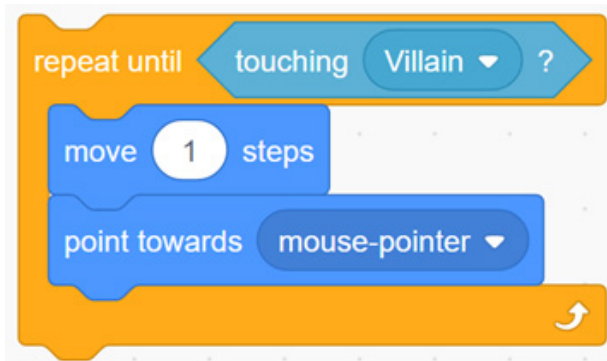 repeat until touching Villain ?
move 1 steps
point towards mouse-pointer